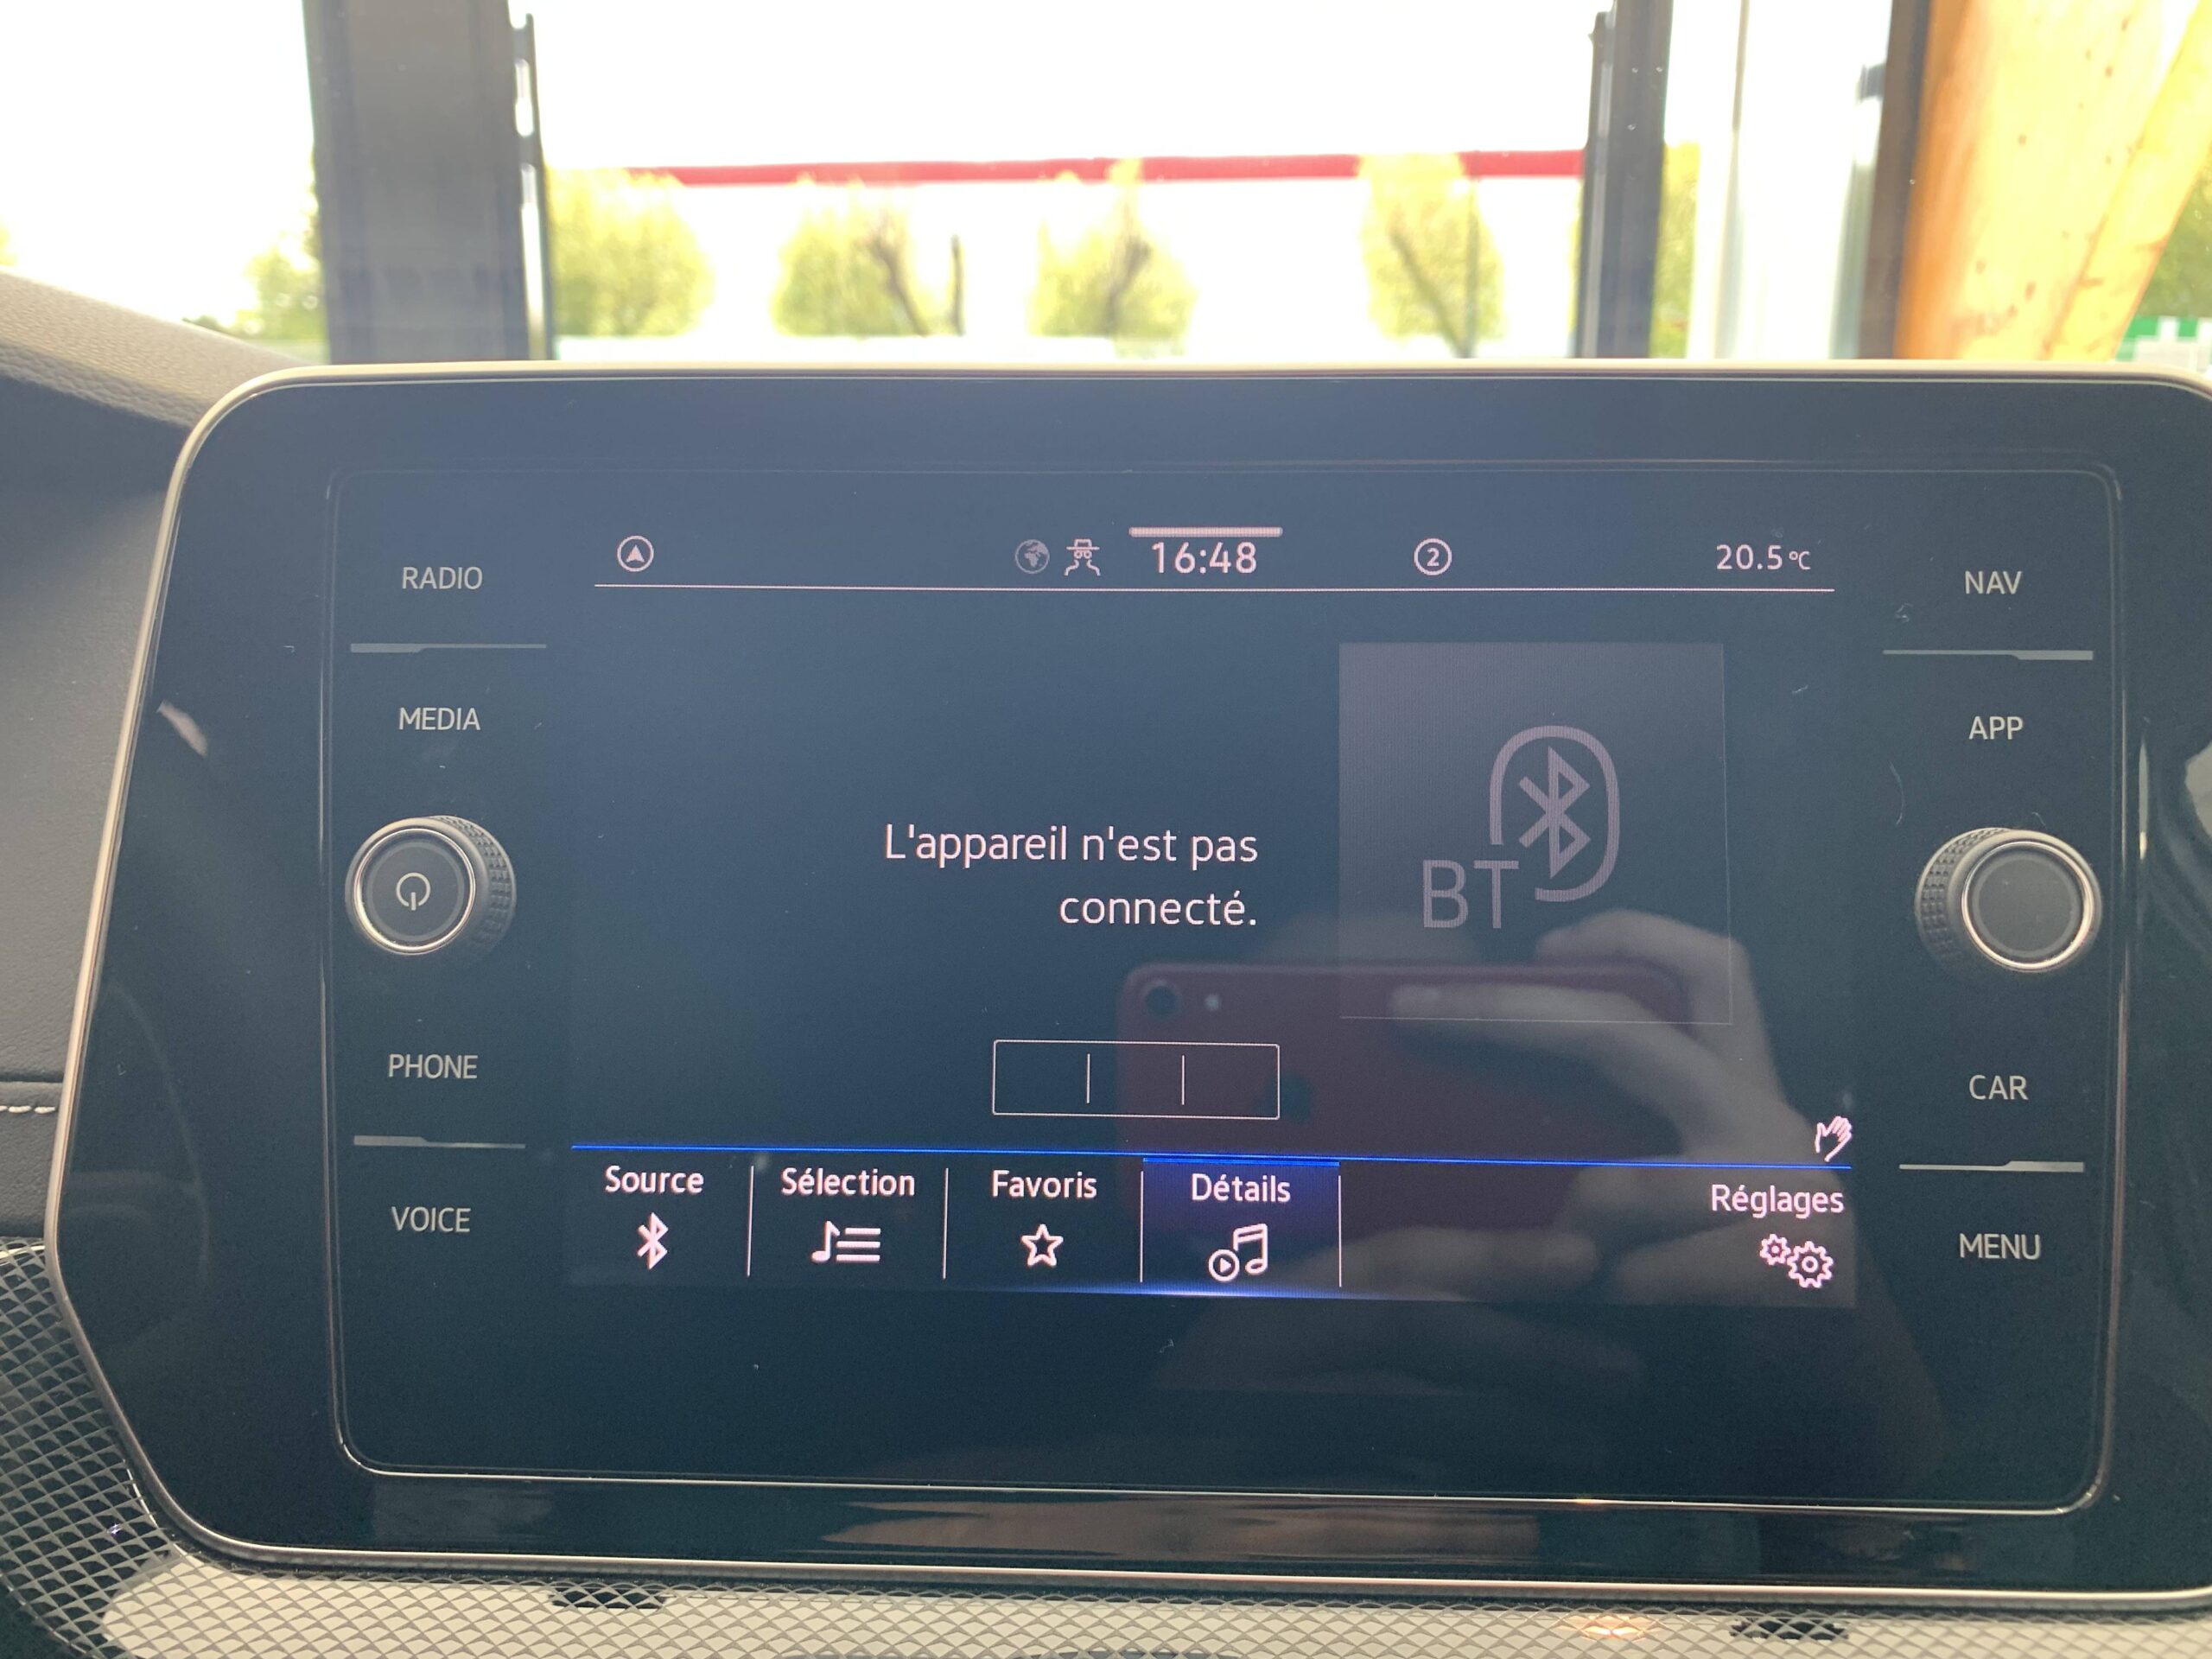 RADIO
MEDIA
PHONE
VOICE
16:48
2
20.5°C
L'appareil n'est pas
connecté.
BT
Source
Sélection
Favoris
Détails
Réglages
NAV
APP
CAR
MENU